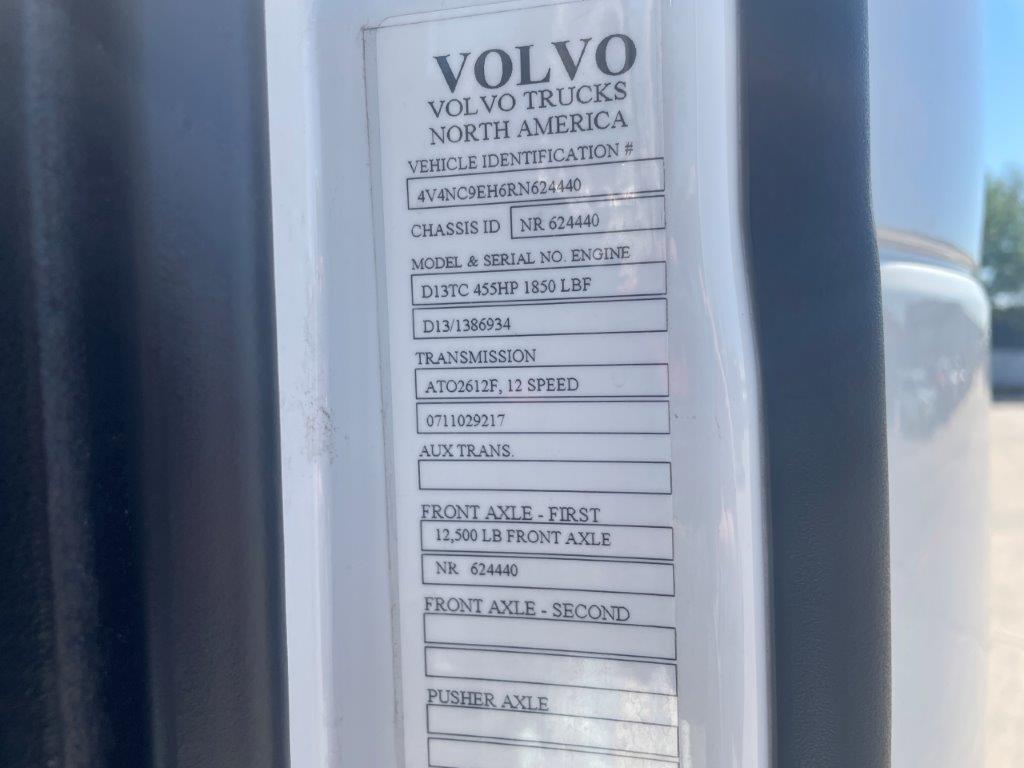 VOLVO
VOLVO TRUCKS
NORTH AMERICA
VEHICLE IDENTIFICATION #
4V4NC9EH6RN624440
CHASSIS ID NR 624440
MODEL & SERIAL NO. ENGINE
D13TC 455HP 1850 LBF
D13/1386934
TRANSMISSION
ATO2612F, 12 SPEED
0711029217
AUX TRANS.
FRONT AXLE - FIRST
12,500 LB FRONT AXLE
NR 624440
FRONT AXLE - SECOND
PUSHER AXLE